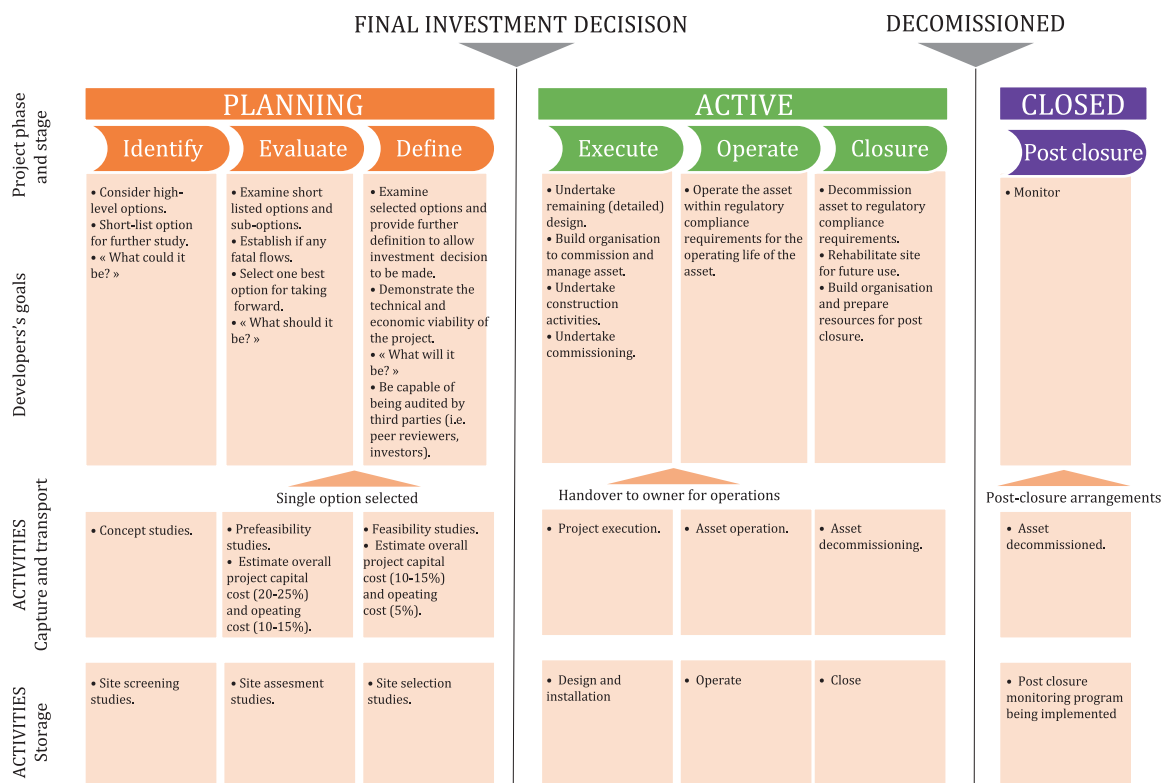 FINAL INVESTMENT DECISISON
DECOMISSIONED
Project phase
and stage
PLANNING
ACTIVE
CLOSED
Identify
Evaluate
Define
Execute
Operate
Closure
Post closure
Developers's goals
• Consider high-
level options.
• Short-list option
for further study.
• « What could it
be? »
• Examine short
listed options and
sub-options.
• Establish if any
fatal flows.
• Select one best
option for taking
forward.
• « What should it
be? »
• Examine
selected options and
provide further
definition to allow
investment decision
to be made.
• Demonstrate the
technical and
economic viability of
the project.
• « What will it
be? »
• Be capable of
being audited by
third parties (i.e.
peer reviewers,
investors).
• Undertake
remaining (detailed)
design.
• Build organisation
to commission and
manage asset.
• Undertake
construction
activities.
• Undertake
commissioning.
• Operate the asset
within regulatory
compliance
requirements for the
operating life of the
asset.
• Decommission
asset to regulatory
compliance
requirements.
• Rehabilitate site
for future use.
• Build organisation
and prepare
resources for post
closure.
• Monitor
Single option selected
Handover to owner for operations
Post-closure arrangements
ACTIVITIES
Capture and transport
• Concept studies.
• Prefeasibility
studies.
• Estimate overall
project capital
cost (20-25%)
and opeating
cost (10-15%).
• Feasibility studies.
• Estimate overall
project capital
cost (10-15%)
and opeating
cost (5%).
• Project execution.
• Asset operation.
• Asset
decommissioning.
• Asset
decommissioned.
ACTIVITIES
Storage
• Site screening
studies.
• Site assesment
studies.
• Site selection
studies.
• Design and
installation
• Operate
• Close
• Post closure
monitoring program
being implemented